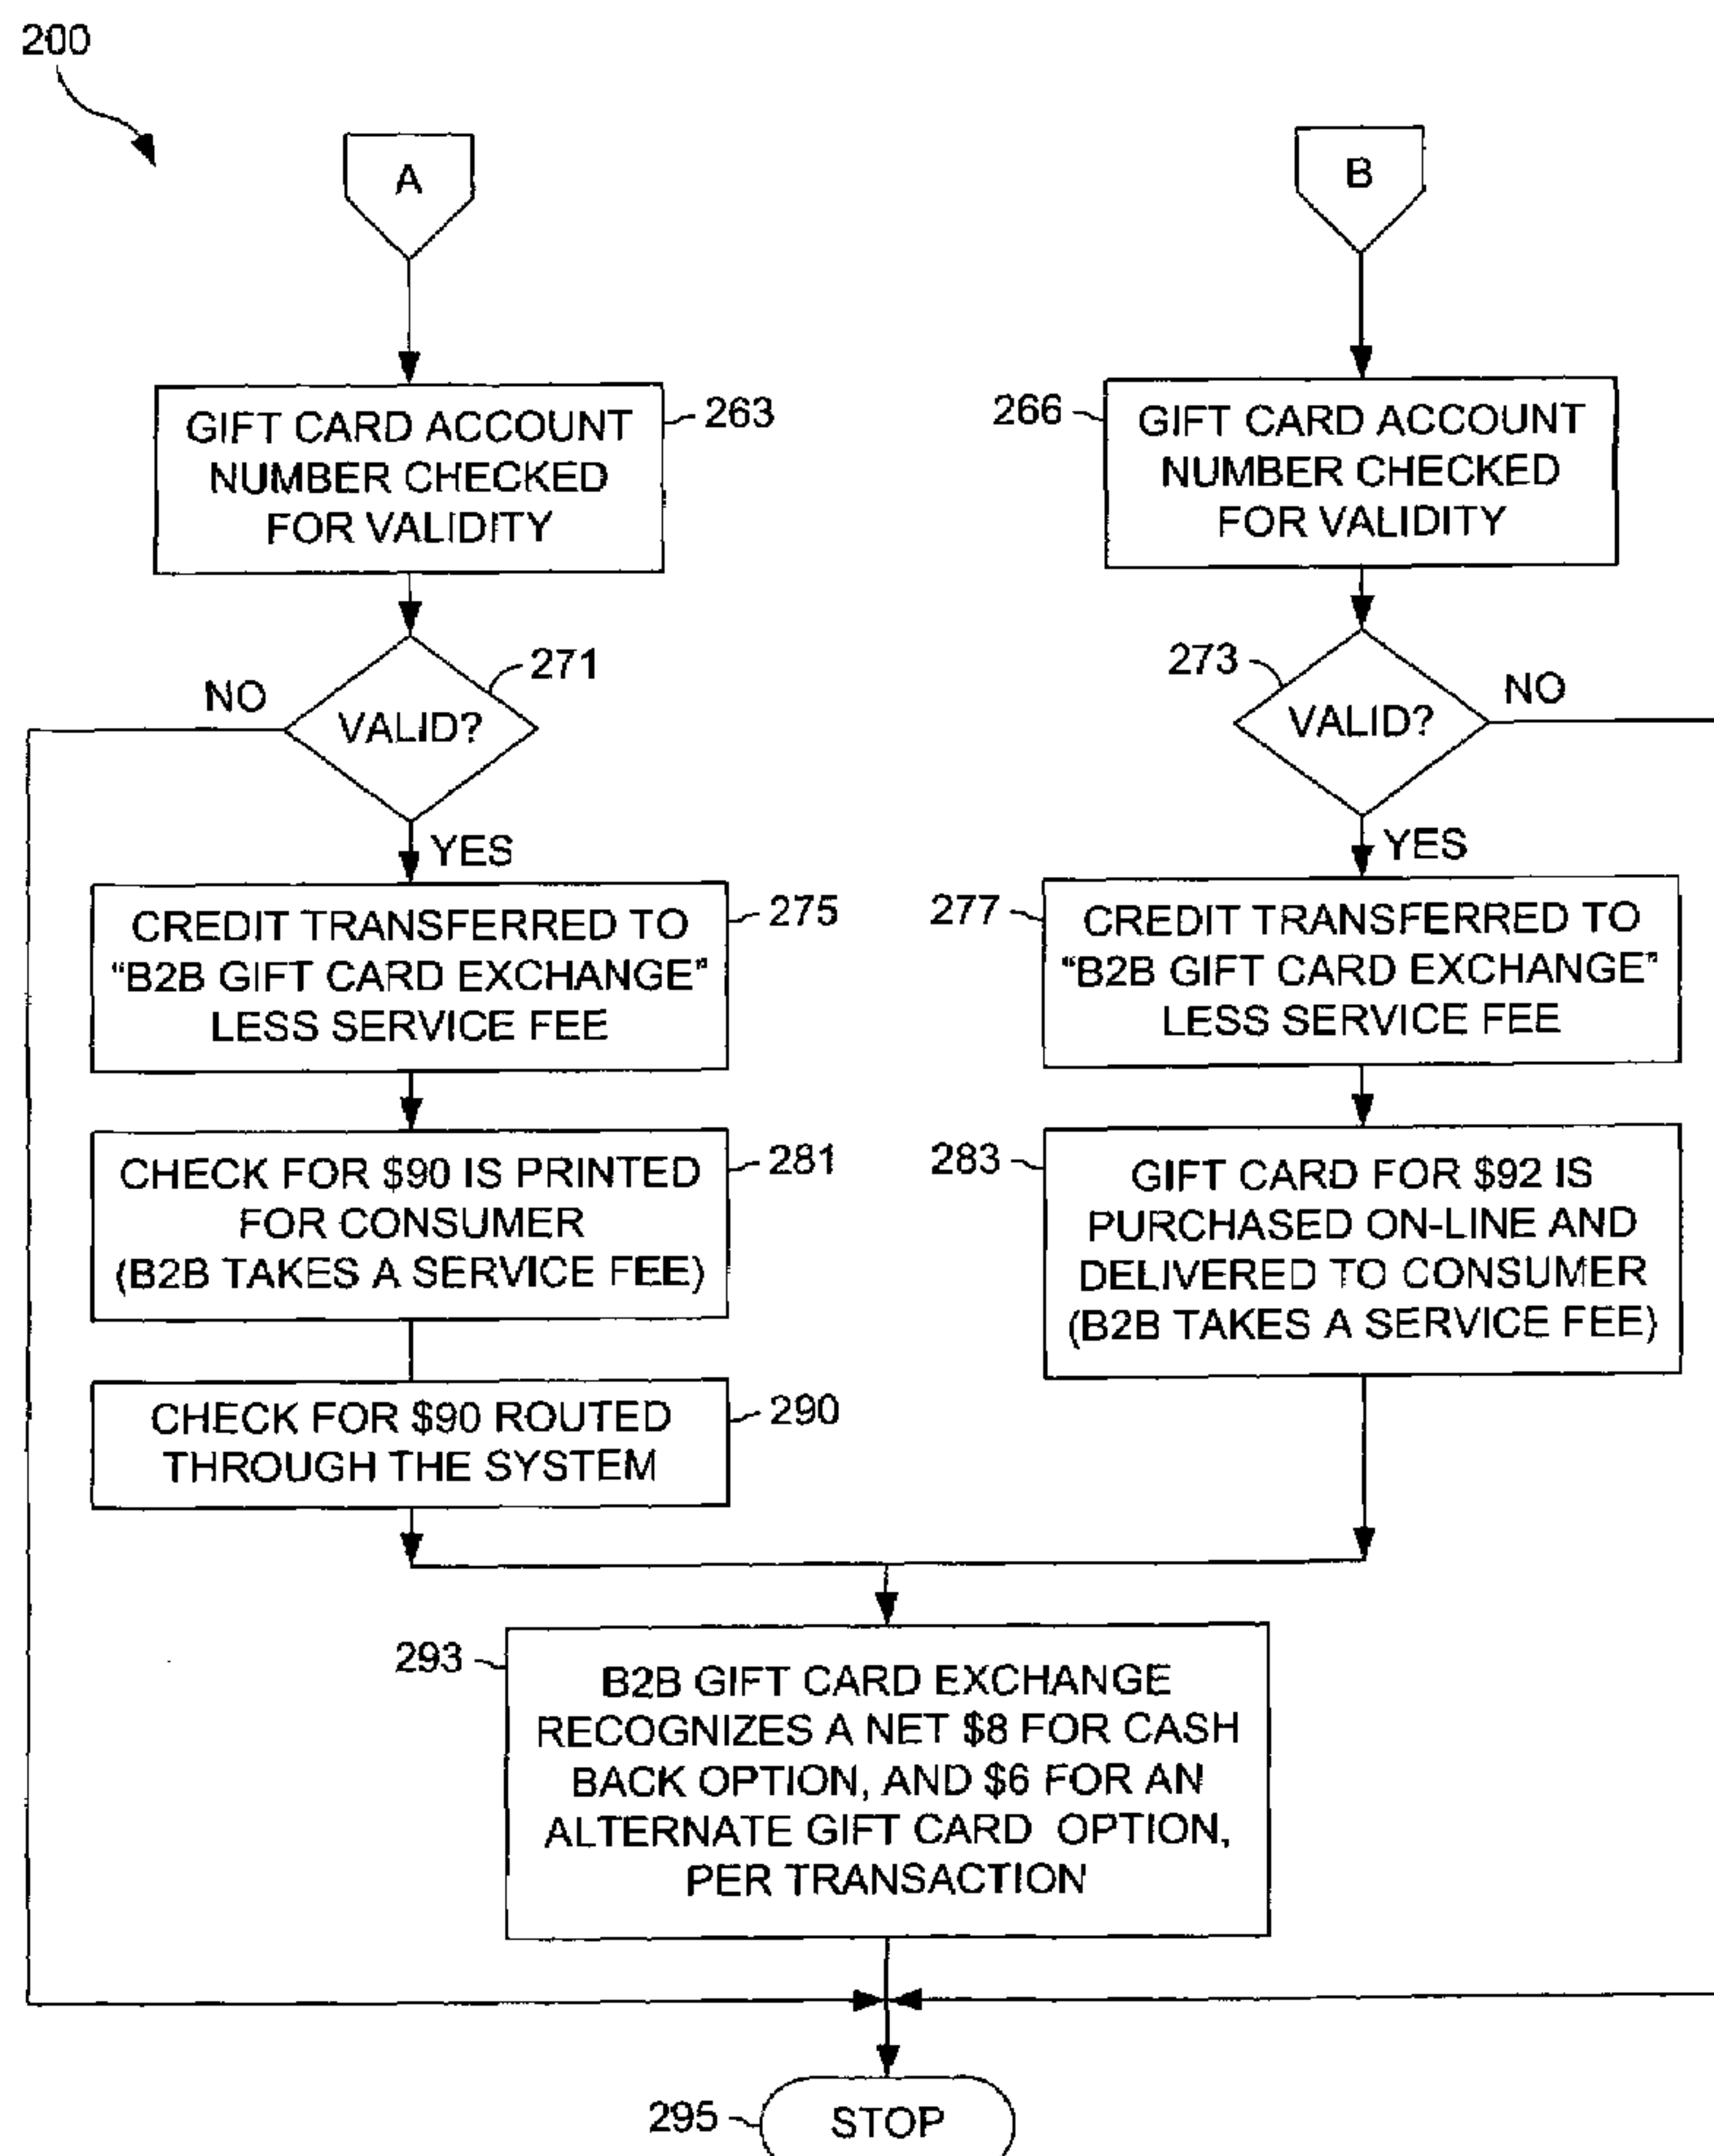 200
A
B
GIFT CARD ACCOUNT
NUMBER CHECKED
FOR VALIDITY
263
266
GIFT CARD ACCOUNT
NUMBER CHECKED
FOR VALIDITY
NO
271
VALID?
YES
273
NO
VALID?
YES
CREDIT TRANSFERRED TO
"B2B GIFT CARD EXCHANGE"
LESS SERVICE FEE
275
277
CREDIT TRANSFERRED TO
"B2B GIFT CARD EXCHANGE"
LESS SERVICE FEE
CHECK FOR $90 IS PRINTED
FOR CONSUMER
(B2B TAKES A SERVICE FEE)
281
283
GIFT CARD FOR $92 IS
PURCHASED ON-LINE AND
DELIVERED TO CONSUMER
(B2B TAKES A SERVICE FEE)
CHECK FOR $90 ROUTED
THROUGH THE SYSTEM
290
293
B2B GIFT CARD EXCHANGE
RECOGNIZES A NET $8 FOR CASH
BACK OPTION, AND $6 FOR AN
ALTERNATE GIFT CARD OPTION,
PER TRANSACTION
295
STOP